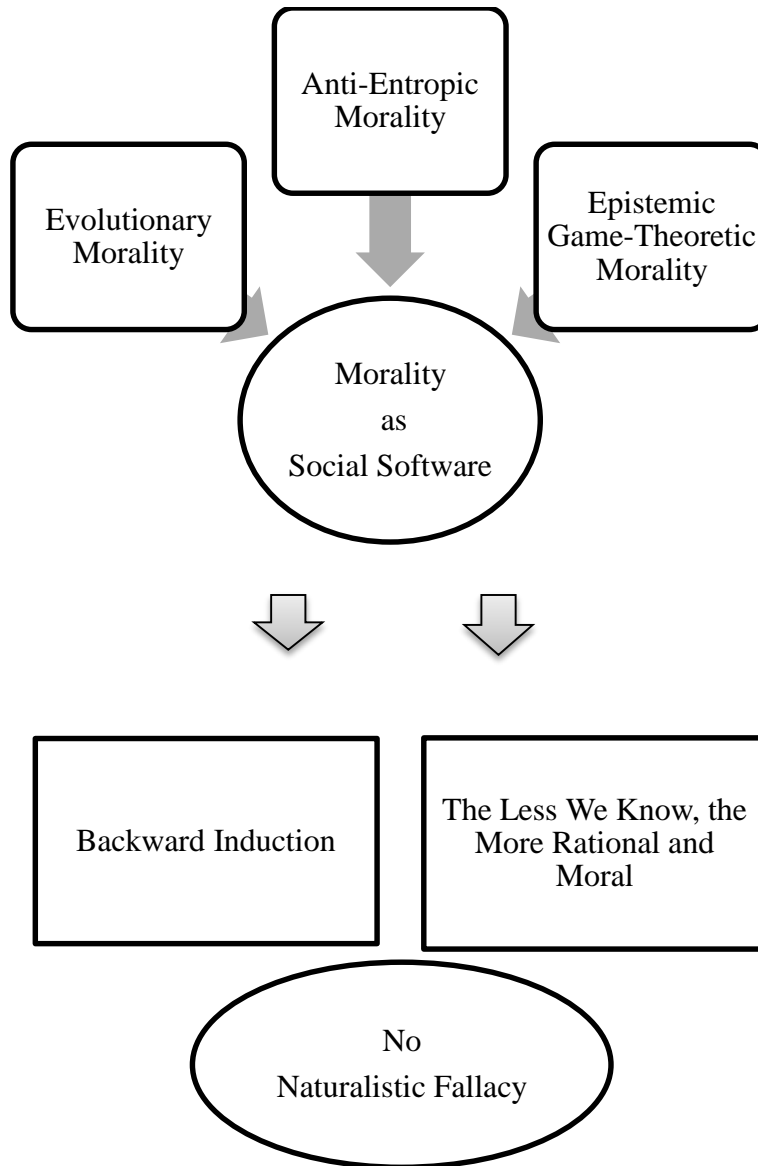 Anti-Entropic
Morality
Evolutionary
Morality
Epistemic
Game-Theoretic
Morality
Morality
as
Social Software
Backward Induction
The Less We Know, the
More Rational and
Moral
No
Naturalistic Fallacy